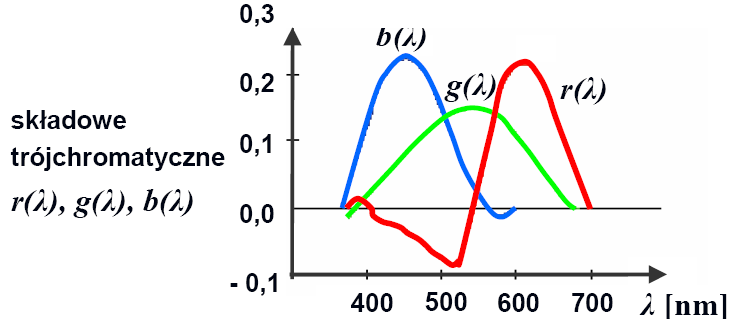 0,3
b(λ)
0,2
g(λ)
r(λ)
składowe
0,1
trójchromatyczne
r(λ), g(λ), b(λ)
0,0
- 0,1
400 500 600 700 λ [nm]